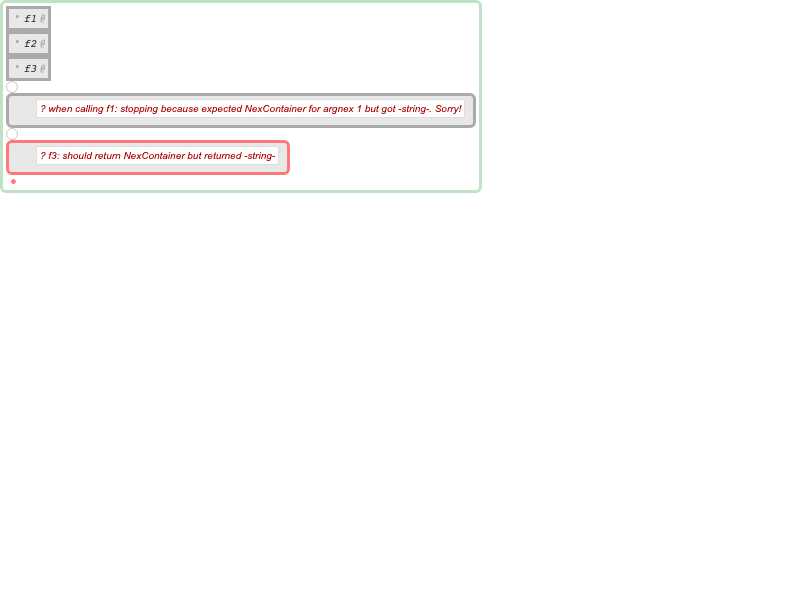 * f1 @
* f2 @
* f3 @
? when calling f1: stopping because expected NexContainer for argnex 1 but got -string-. Sorry!
? f3: should return NexContainer but returned -string-